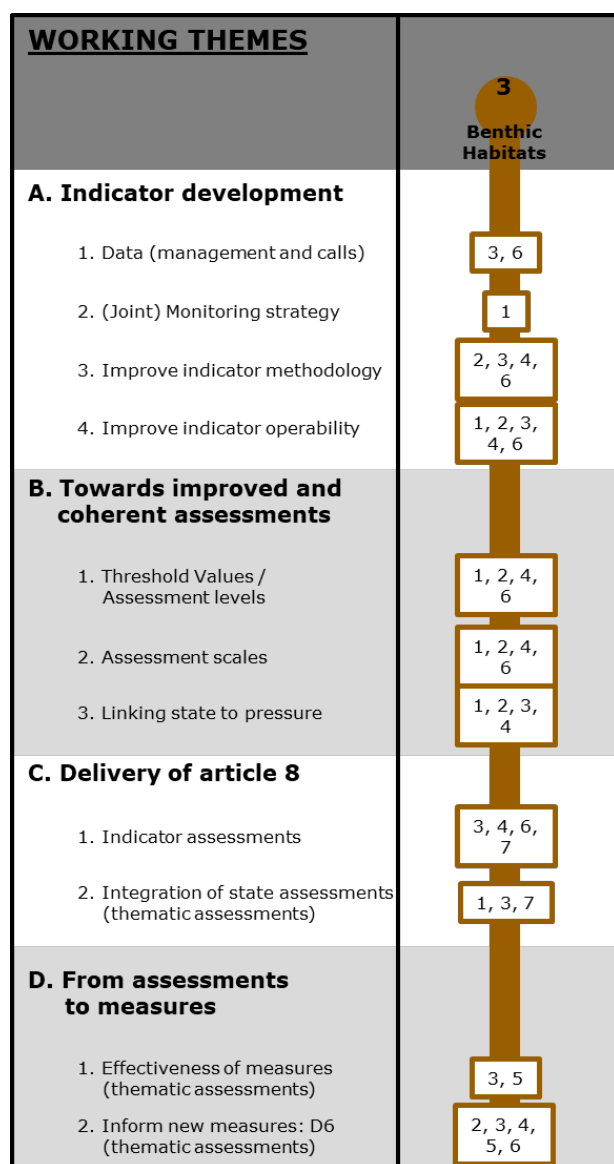 WORKING THEMES
3
Benthic
Habitats
A. Indicator development
1. Data (management and calls)
3, 6
2. (Joint) Monitoring strategy
1
3. Improve indicator methodology
2, 3, 4,
6
4. Improve indicator operability
1, 2, 3,
4, 6
B. Towards improved and
coherent assessments
1. Threshold Values /
Assessment levels
1, 2, 4,
6
2. Assessment scales
1, 2, 4,
6
3. Linking state to pressure
1, 2, 3,
4
C. Delivery of article 8
1. Indicator assessments
3, 4, 6,
7
2. Integration of state assessments
(thematic assessments)
1, 3, 7
D. From assessments
to measures
1. Effectiveness of measures
(thematic assessments)
3, 5
2. Inform new measures: D6
(thematic assessments)
2, 3, 4,
5, 6